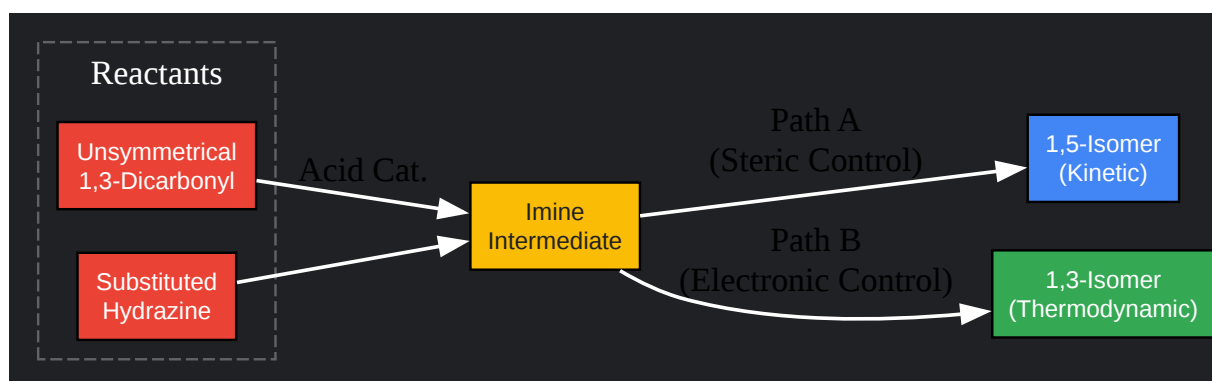 Reactants
Unsymmetrical
1,3-Dicarbonyl
Substituted
Hydrazine
Acid Cat.
Imine
Intermediate
Path A
(Steric Control)
Path B
(Electronic Control)
1,5-Isomer
(Kinetic)
1,3-Isomer
(Thermodynamic)